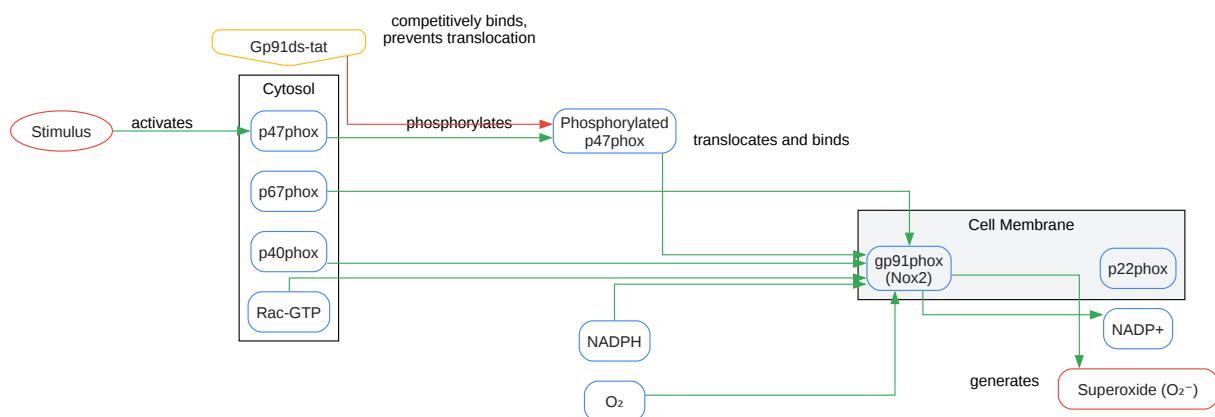 competitively binds,
prevents translocation
Gp91ds-tat
Cytosol
Stimulus
activates
p47phox
phosphorylates
Phosphorylated
p47phox
translocates and binds
p67phox
Cell Membrane
p40phox
gp91phox
(Nox2)
p22phox
Rac-GTP
NADPH
NADP+
generates
Superoxide (O₂⁻)
O₂